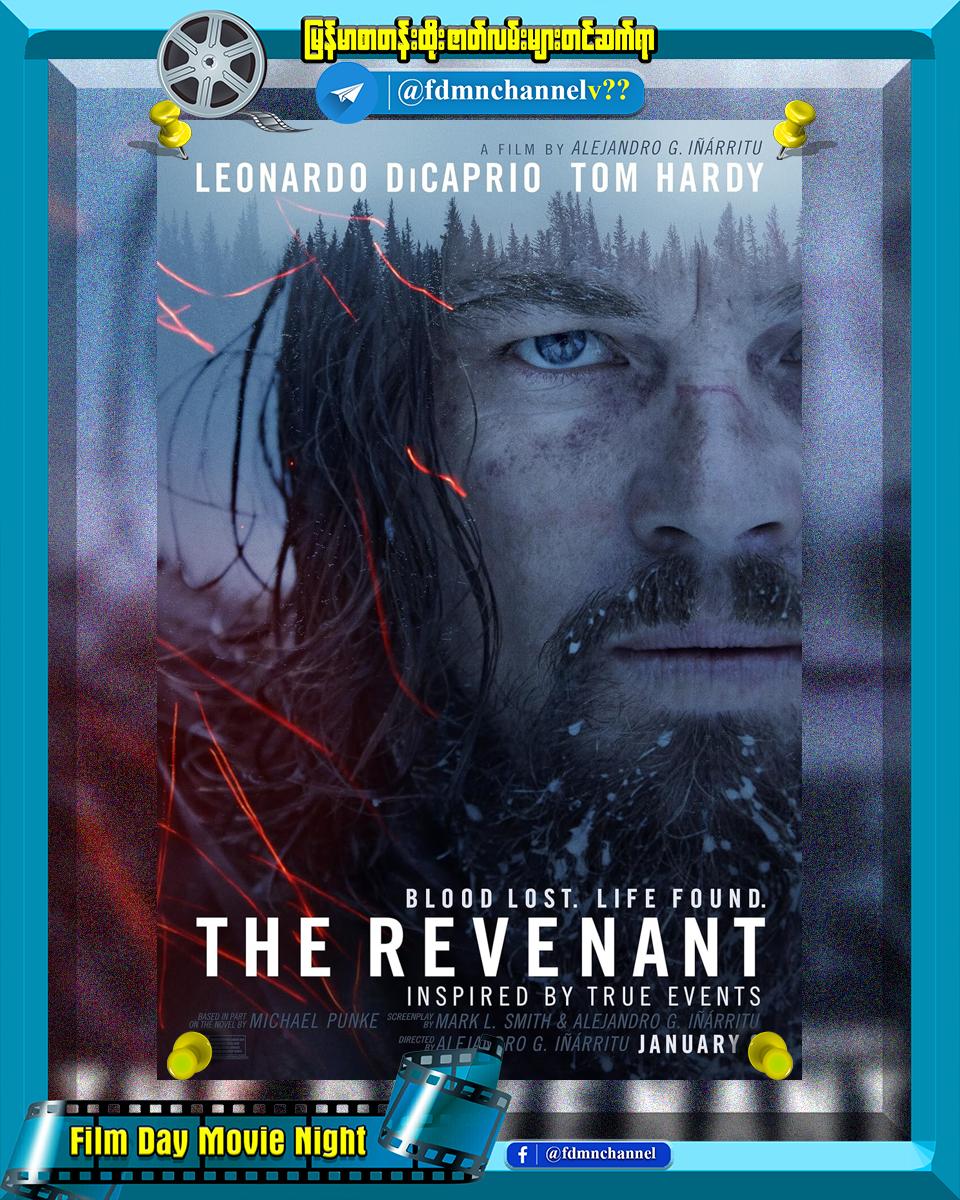 မြန်မာစာတန်းထိုးဇာတ်လမ်းများတင်ဆက်ရာ
@fdmnchannelv??
A FILM BY ALEJANDRO G. IÑÁRRITU
LEONARDO DiCAPRIO TOM HARDY
BLOOD LOST. LIFE FOUND.
THE REVENANT
INSPIRED BY TRUE EVENTS
BASED IN PART ON THE NOVEL BY MICHAEL PUNKE SCREENPLAY BY MARK L. SMITH & ALEJANDRO G. IÑÁRRITU
DIRECTED BY G. IÑÁRRITU JANUARY
Film Day Movie Night
@fdmnchannel